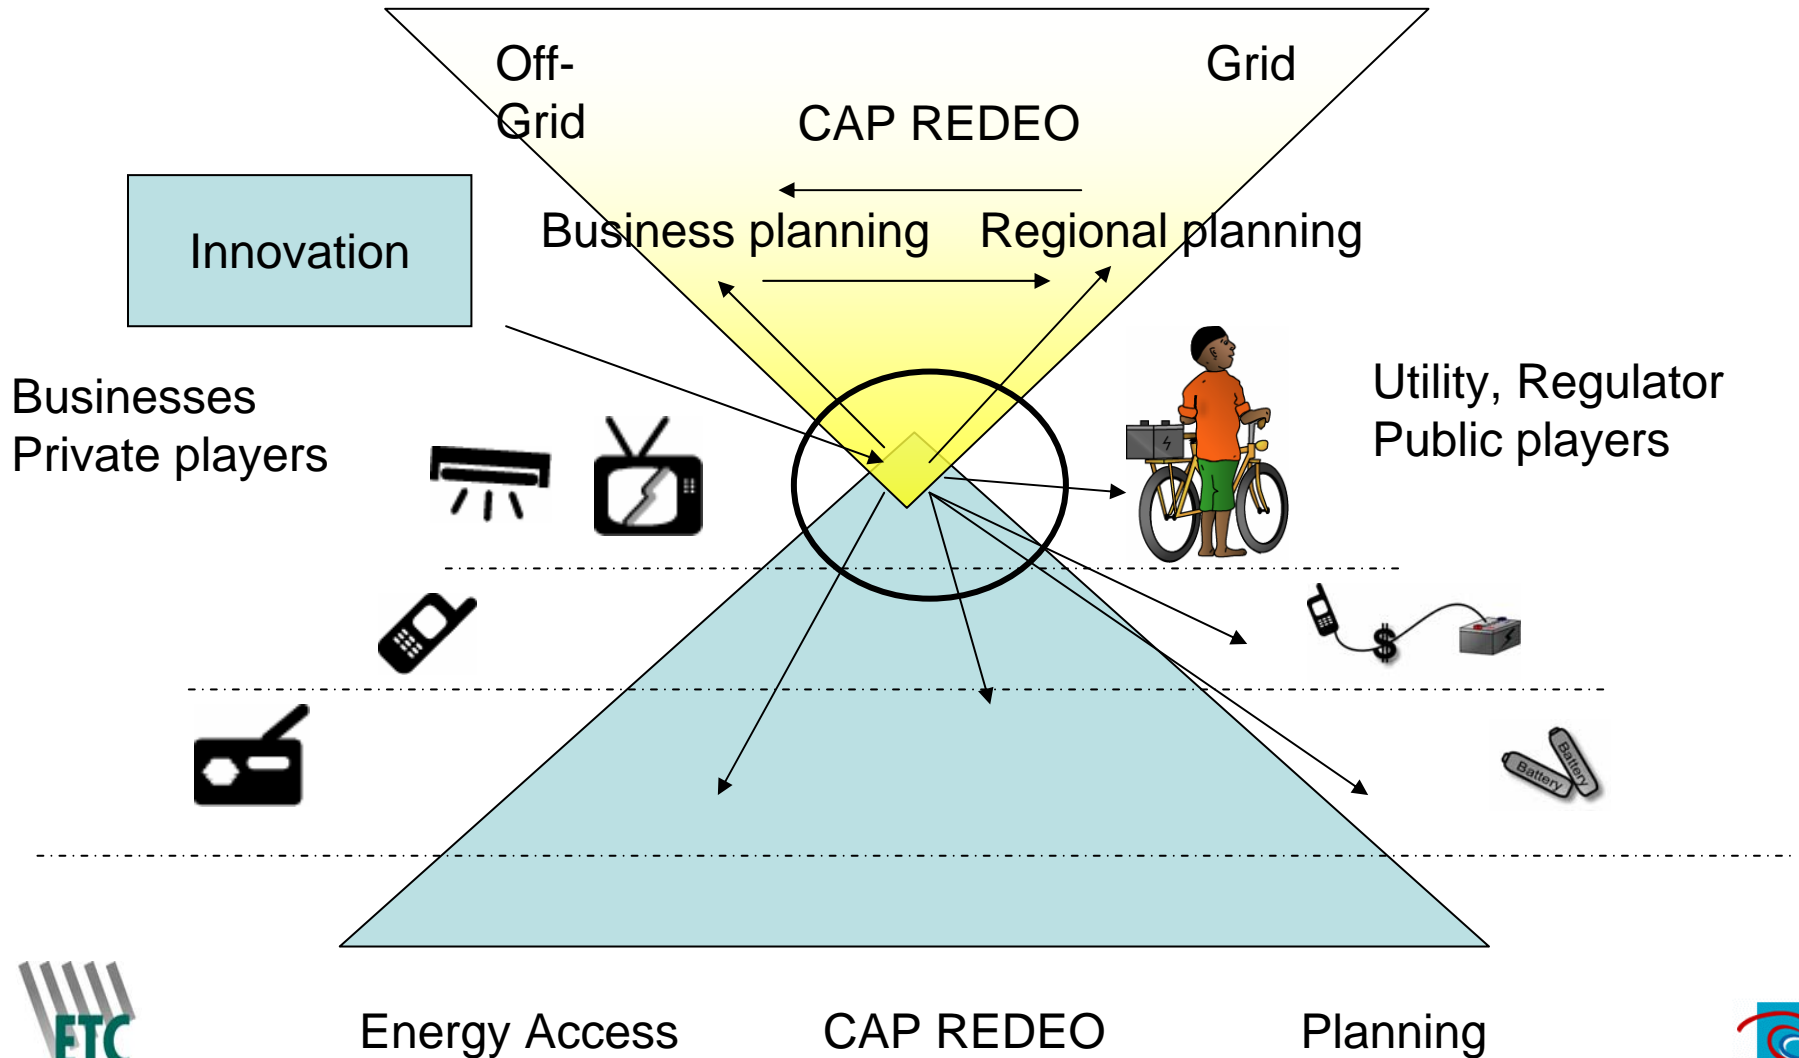 Off-
Grid
Grid
CAP REDEO
Business planning
Regional planning
Innovation
Businesses
Private players
Utility, Regulator
Public players
$
Battery
Battery
ETC
Energy Access
CAP REDEO
Planning